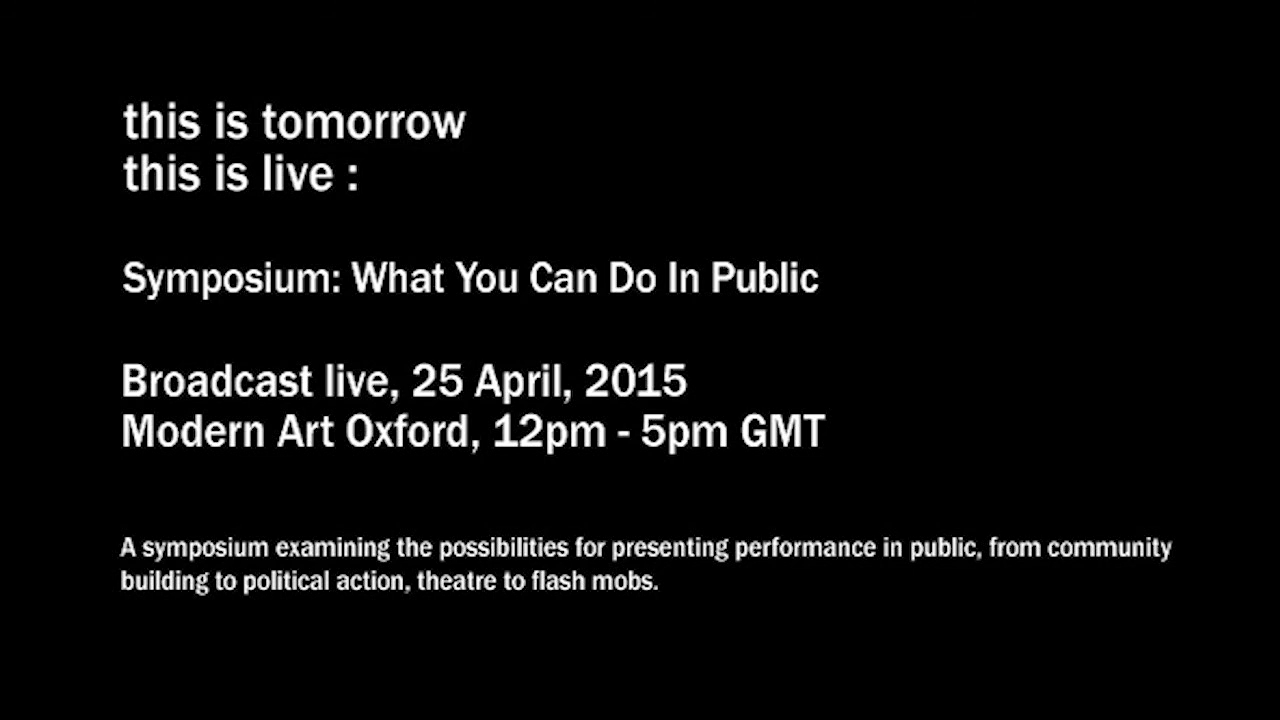 this is tomorrow
this is live :
Symposium: What You Can Do In Public
Broadcast live, 25 April, 2015
Modern Art Oxford, 12pm - 5pm GMT
A symposium examining the possibilities for presenting performance in public, from community
building to political action, theatre to flash mobs.